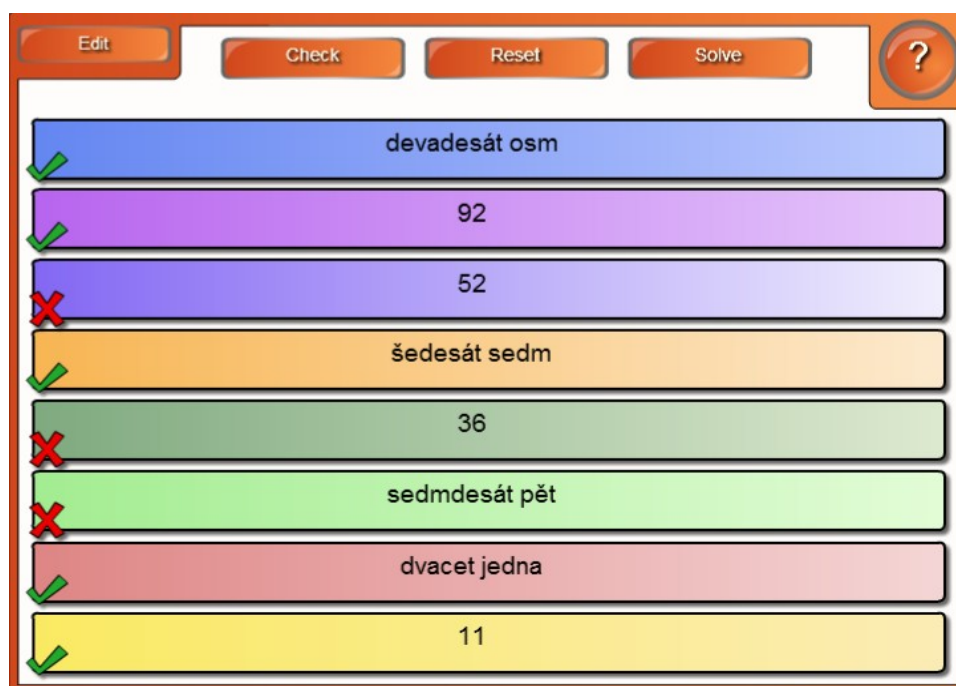 Edit
Check Reset Solve ?
devadesát osm
92
52
šedesát sedm
36
sedmdesát pět
dvacet jedna
11